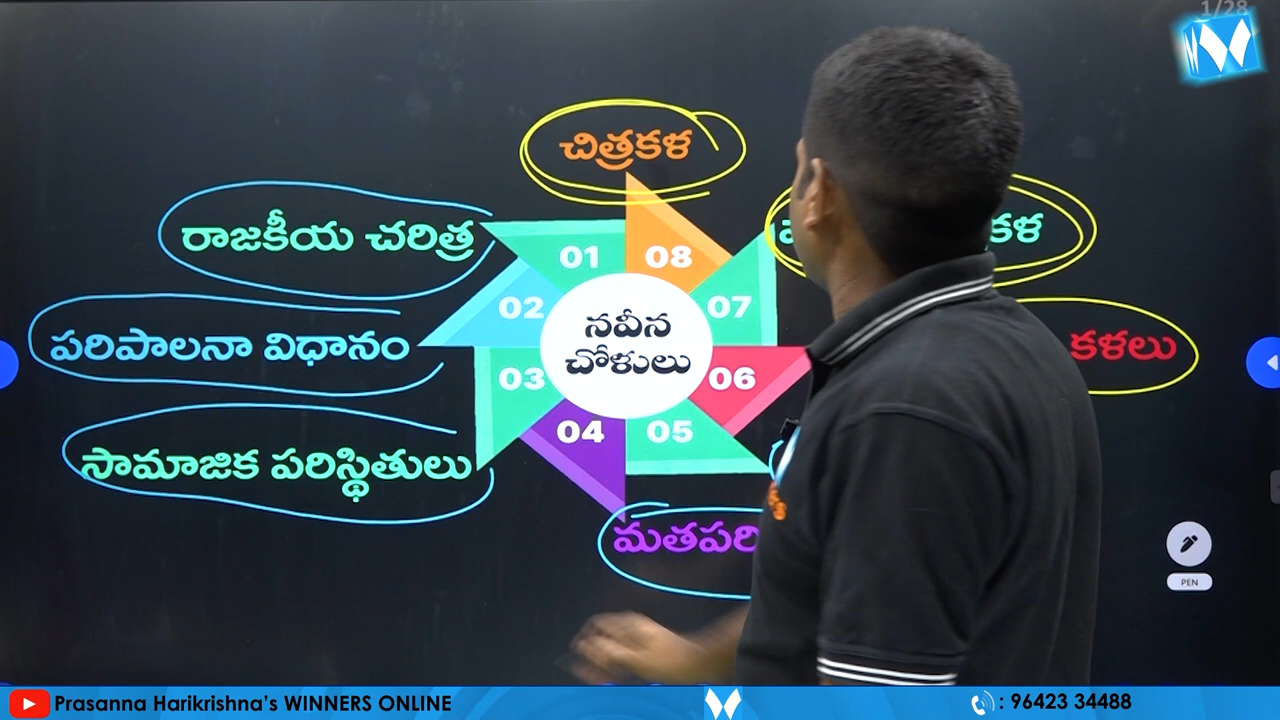 1/28
చిత్రకళ
రాజకీయ చరిత్ర
కళ
01
08
02
07
నవీన
చోళులు
పరిపాలనా విధానం
కళలు
03
06
04
05
సామాజిక పరిస్థితులు
మతపరి
PEN
Prasanna Harikrishna's WINNERS ONLINE
W
: 96423 34488